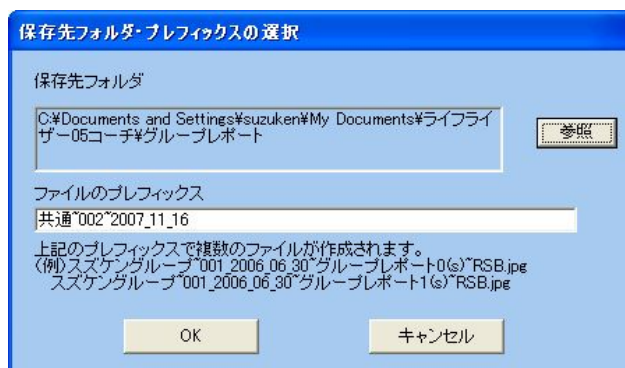 保存先フォルダ・プレフィックスの選択
保存先フォルダ
C:¥Documents and Settings¥suzuken¥My Documents¥ライフライ
ザー05コーチ¥グループレポート
参照
ファイルのプレフィックス
共通~002~2007_11_16
上記のプレフィックスで複数のファイルが作成されます。
(例)スズケングループ~001_2006_06_30~グループレポート0(s)~RSB.jpg
スズケングループ~001_2006_06_30~グループレポート1(s)~RSB.jpg
OK
キャンセル